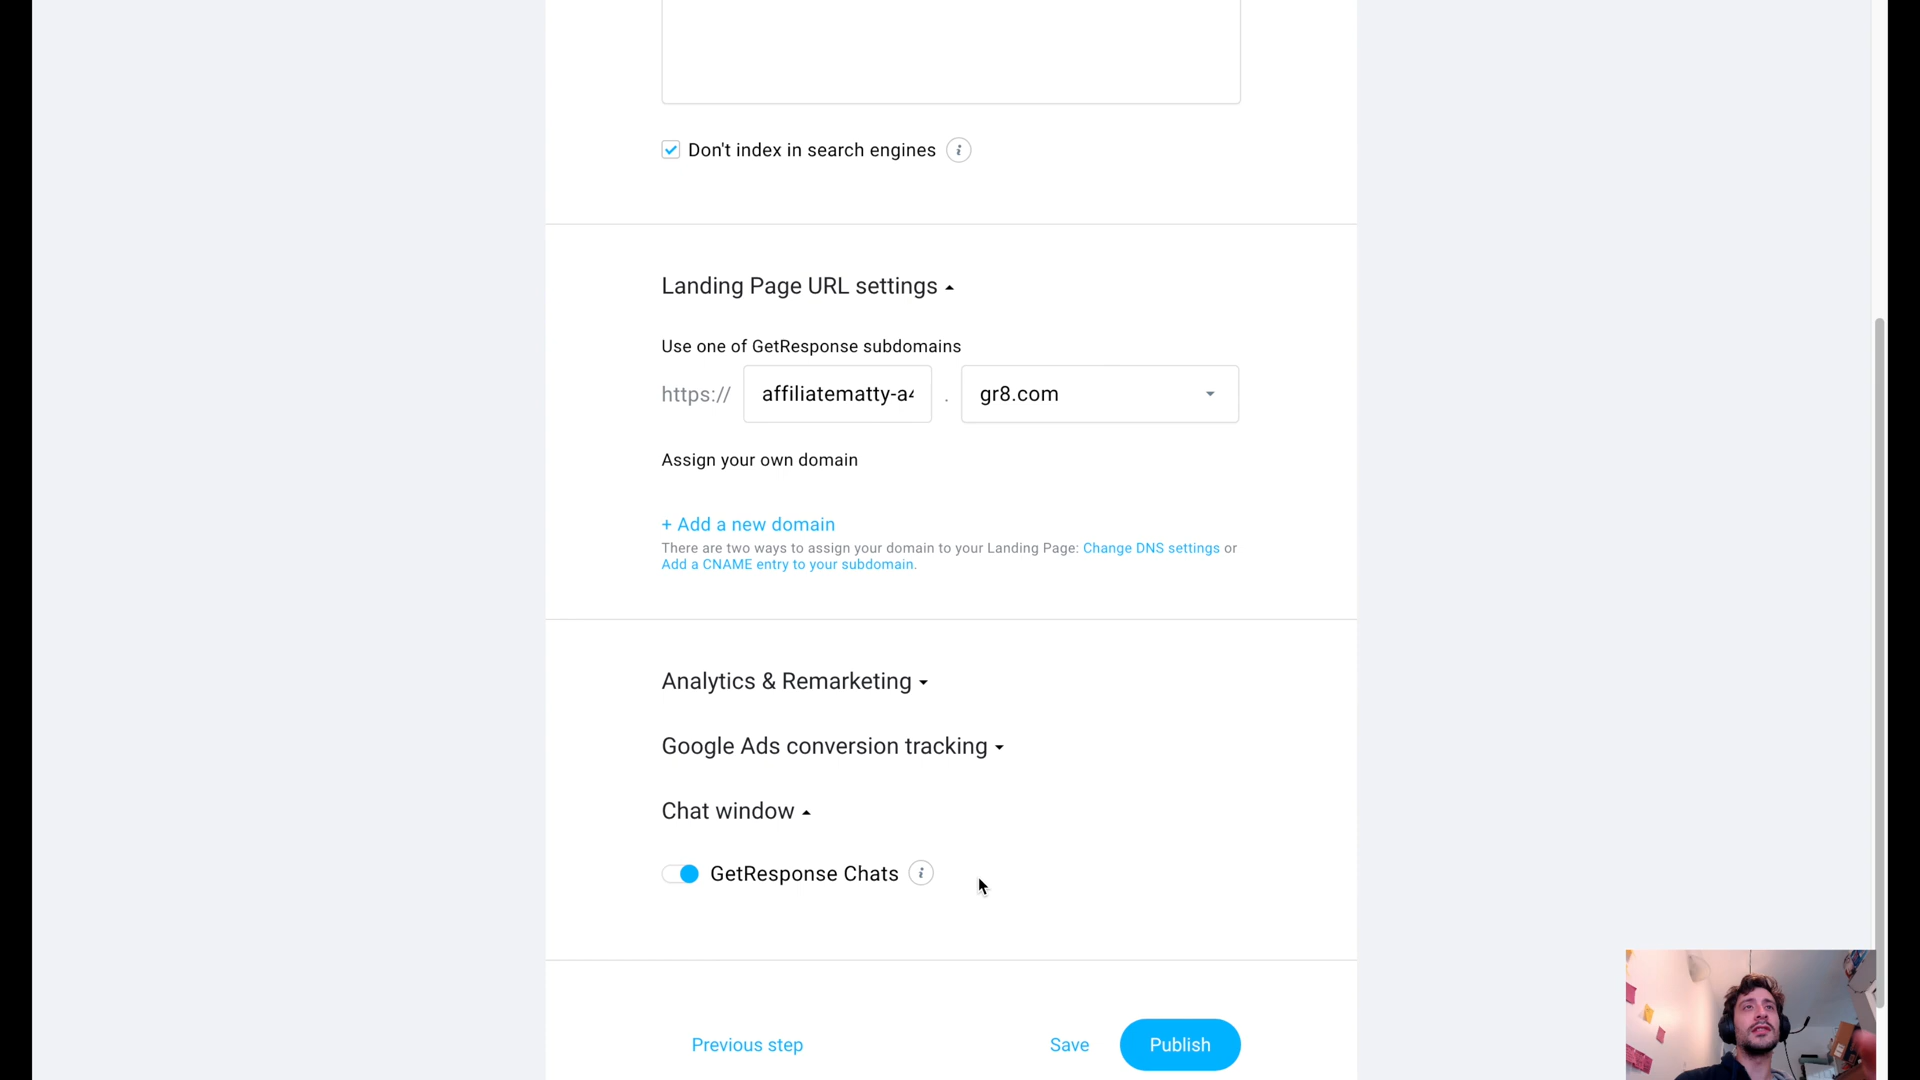 Don't index in search engines i
Landing Page URL settings
Use one of GetResponse subdomains
https:// affiliatematty-a . gr8.com
Assign your own domain
+ Add a new domain
There are two ways to assign your domain to your Landing Page: Change DNS settings or
Add a CNAME entry to your subdomain.
Analytics & Remarketing
Google Ads conversion tracking
Chat window
GetResponse Chats i
Previous step Save Publish